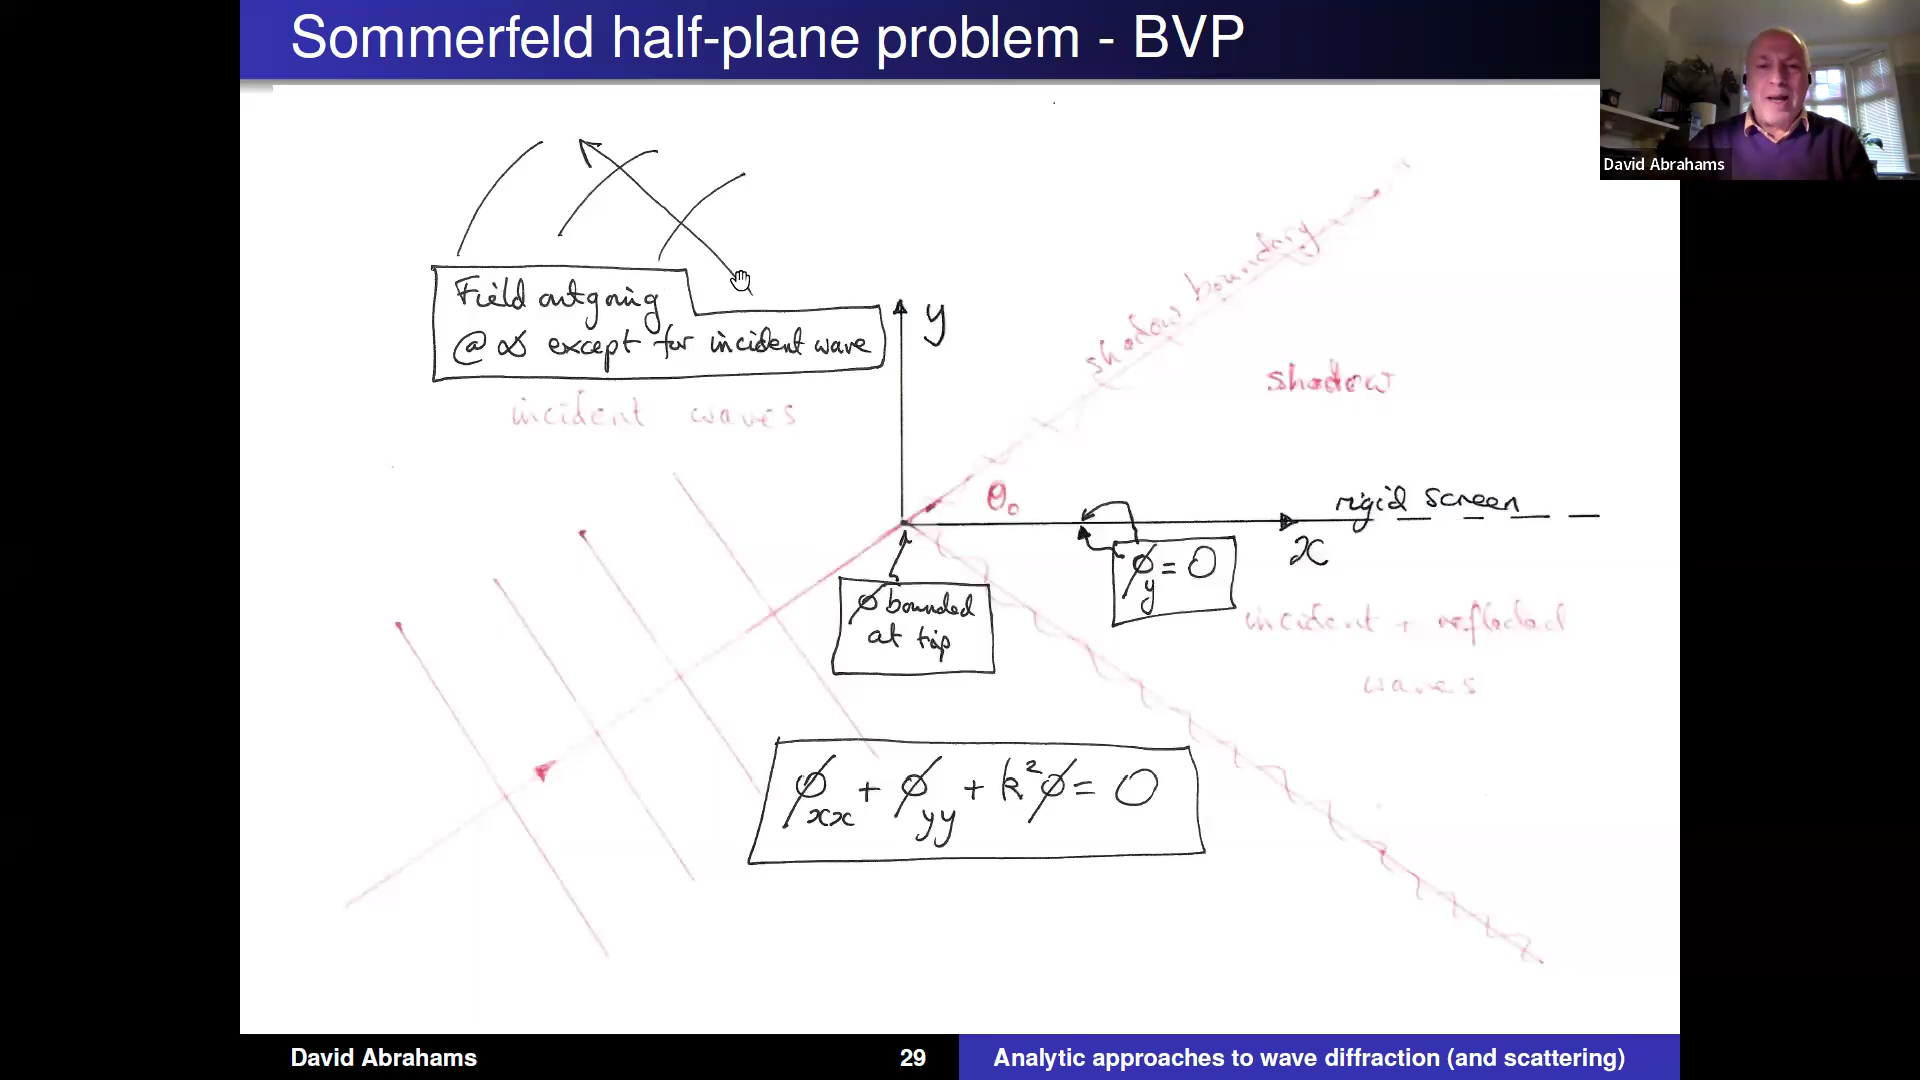 Sommerfeld half-plane problem - BVP
David Abrahams
Field outgoing
@ ∞ except for incident wave
y
shadow boundary
incident waves
shadow
θ₀
rigid screen
x
ϕ_y = 0
ϕ bounded
at tip
incident + reflected
waves
ϕ_xx + ϕ_yy + k²ϕ = 0
David Abrahams
29
Analytic approaches to wave diffraction (and scattering)